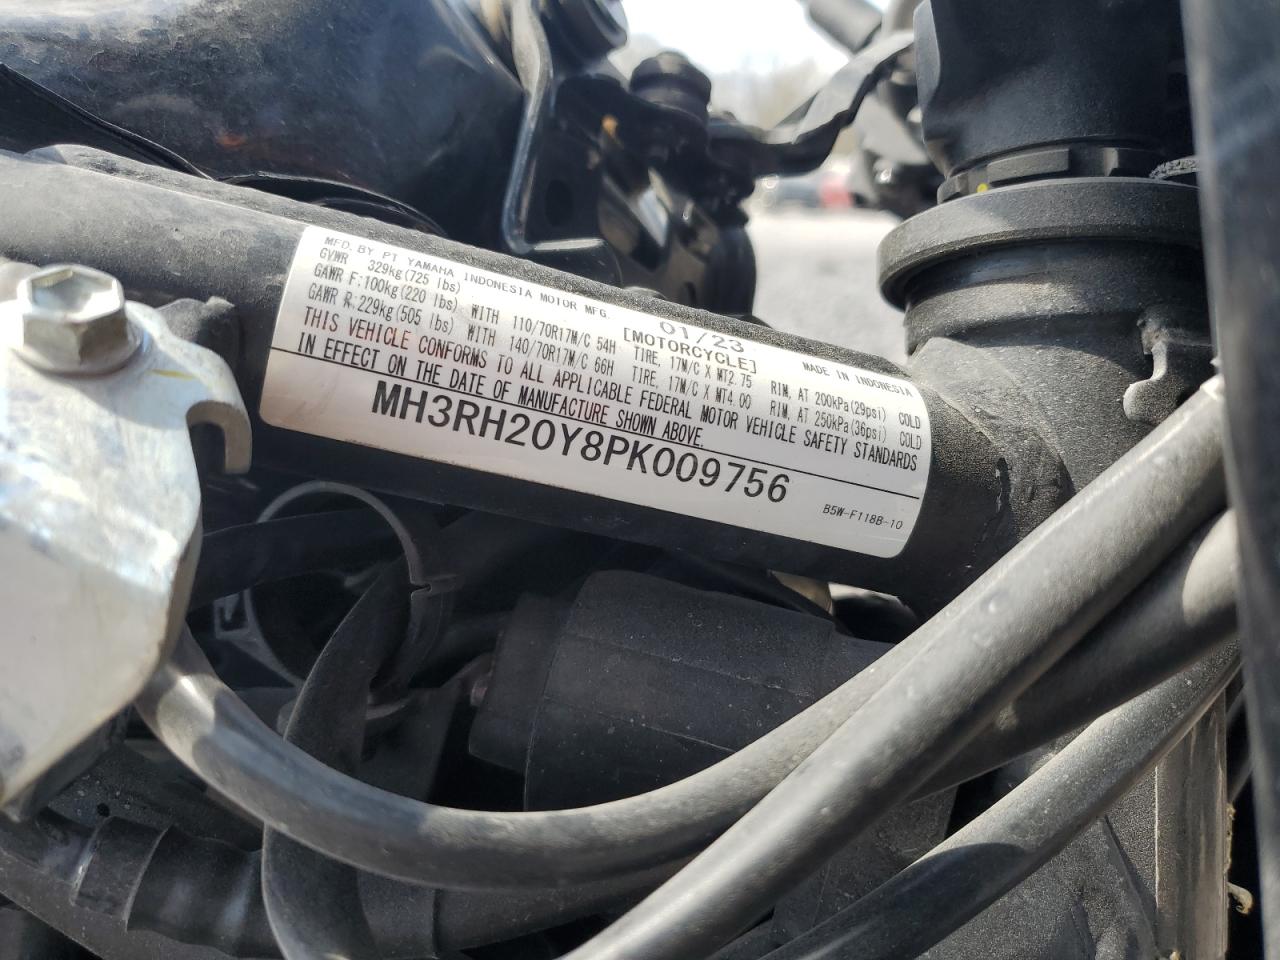 MFD. BY PT YAMAHA INDONESIA MOTOR MFG. 01/23 MADE IN INDONESIA
GVWR 329kg(725 lbs) [MOTORCYCLE]
GAWR F:100kg(220 lbs) WITH 110/70R17M/C 54H TIRE, 17M/C X MT2.75 RIM, AT 200kPa(29psi) COLD
GAWR R:229kg(505 lbs) WITH 140/70R17M/C 66H TIRE, 17M/C X MT4.00 RIM, AT 250kPa(36psi) COLD
THIS VEHICLE CONFORMS TO ALL APPLICABLE FEDERAL MOTOR VEHICLE SAFETY STANDARDS
IN EFFECT ON THE DATE OF MANUFACTURE SHOWN ABOVE.
MH3RH20Y8PK009756
B5W-F118B-10